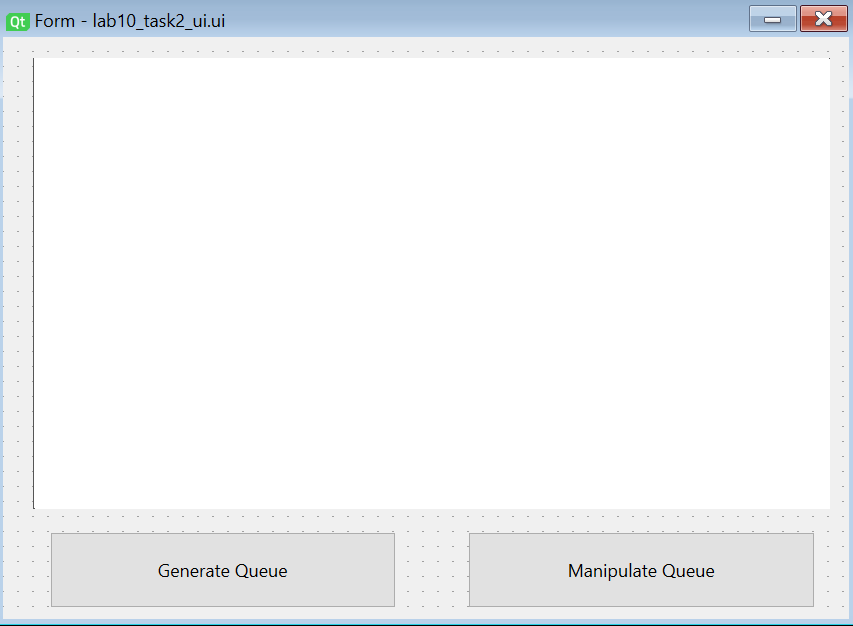 Qt Form - lab10_task2_ui.ui
Generate Queue
Manipulate Queue